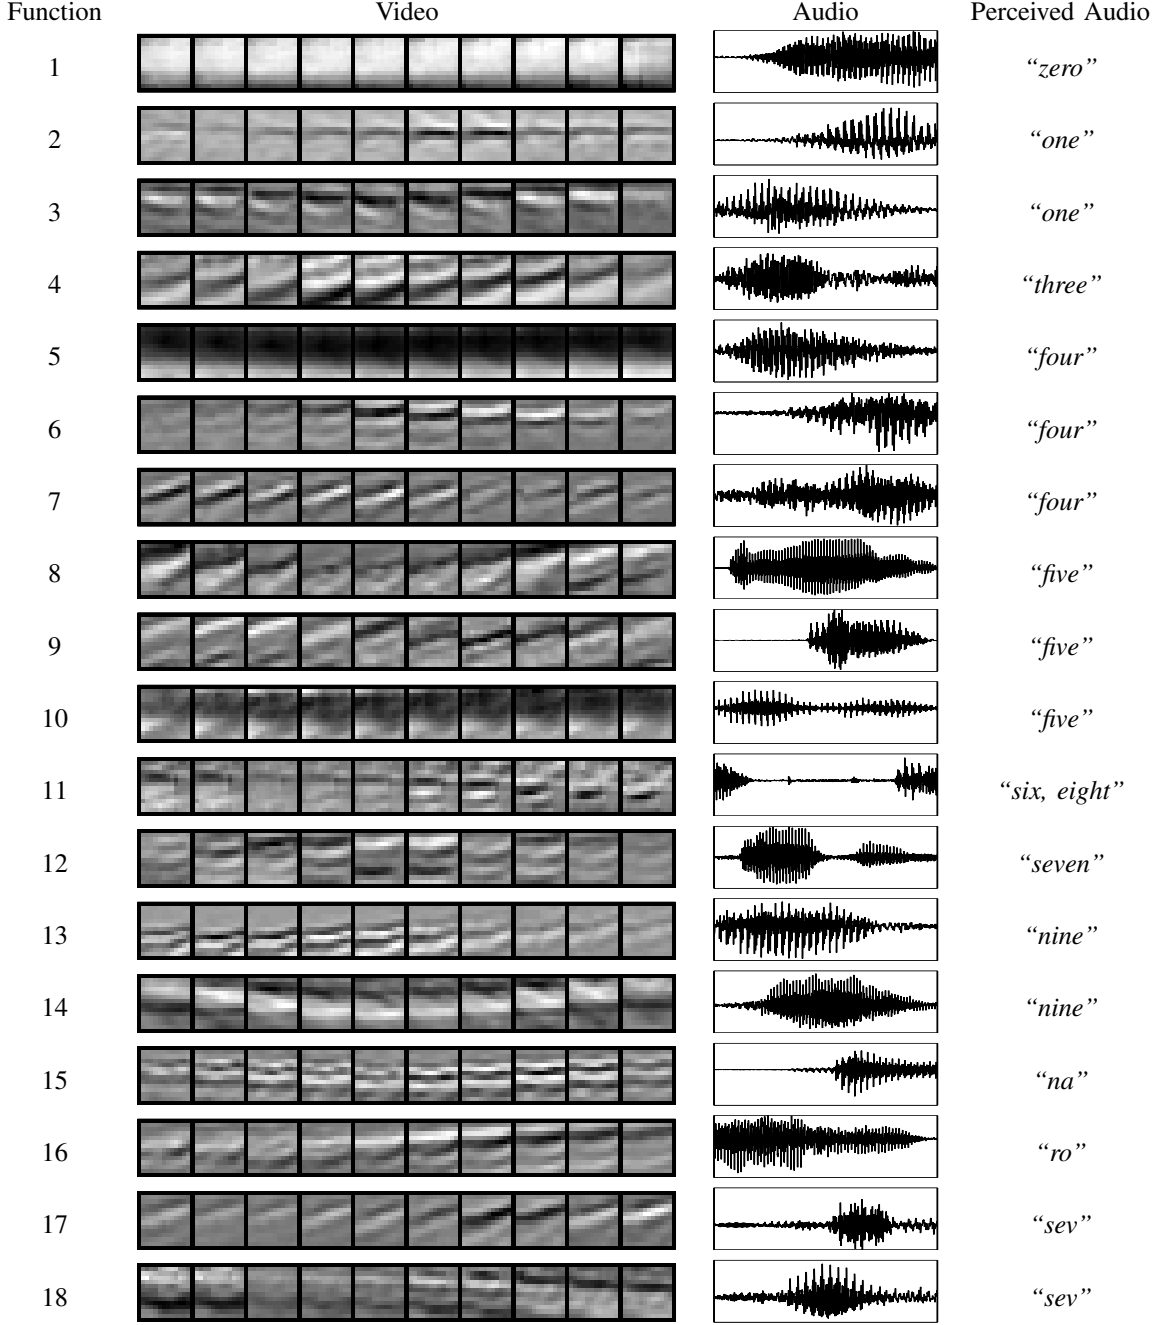 Function Video Audio Perceived Audio
1 “zero”
2 “one”
3 “one”
4 “three”
5 “four”
6 “four”
7 “four”
8 “five”
9 “five”
10 “five”
11 “six, eight”
12 “seven”
13 “nine”
14 “nine”
15 “na”
16 “ro”
17 “sev”
18 “sev”